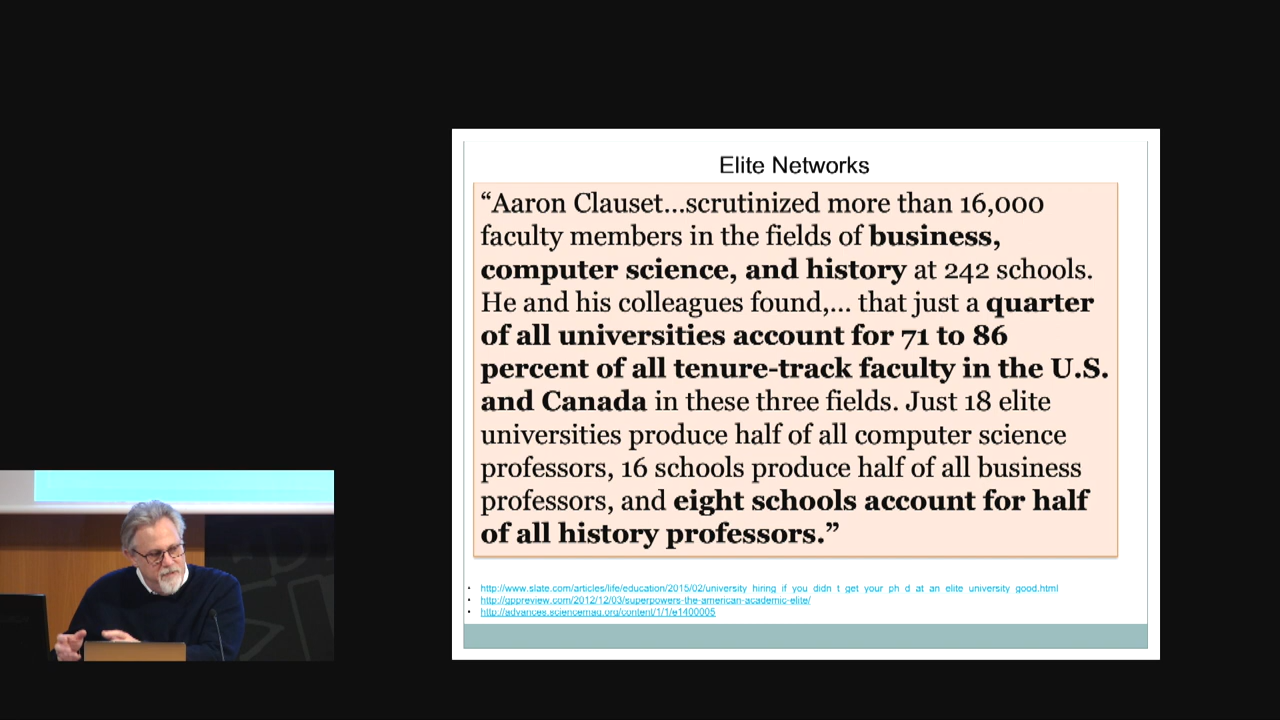 Elite Networks
“Aaron Clauset...scrutinized more than 16,000
faculty members in the fields of business,
computer science, and history at 242 schools.
He and his colleagues found,... that just a quarter
of all universities account for 71 to 86
percent of all tenure-track faculty in the U.S.
and Canada in these three fields. Just 18 elite
universities produce half of all computer science
professors, 16 schools produce half of all business
professors, and eight schools account for half
of all history professors.”
• http://www.slate.com/articles/life/education/2015/02/university_hiring_if_you_didn_t_get_your_ph_d_at_an_elite_university_good.html
• http://gppreview.com/2012/12/03/superpowers-the-american-academic-elite/
• http://advances.sciencemag.org/content/1/1/e1400005